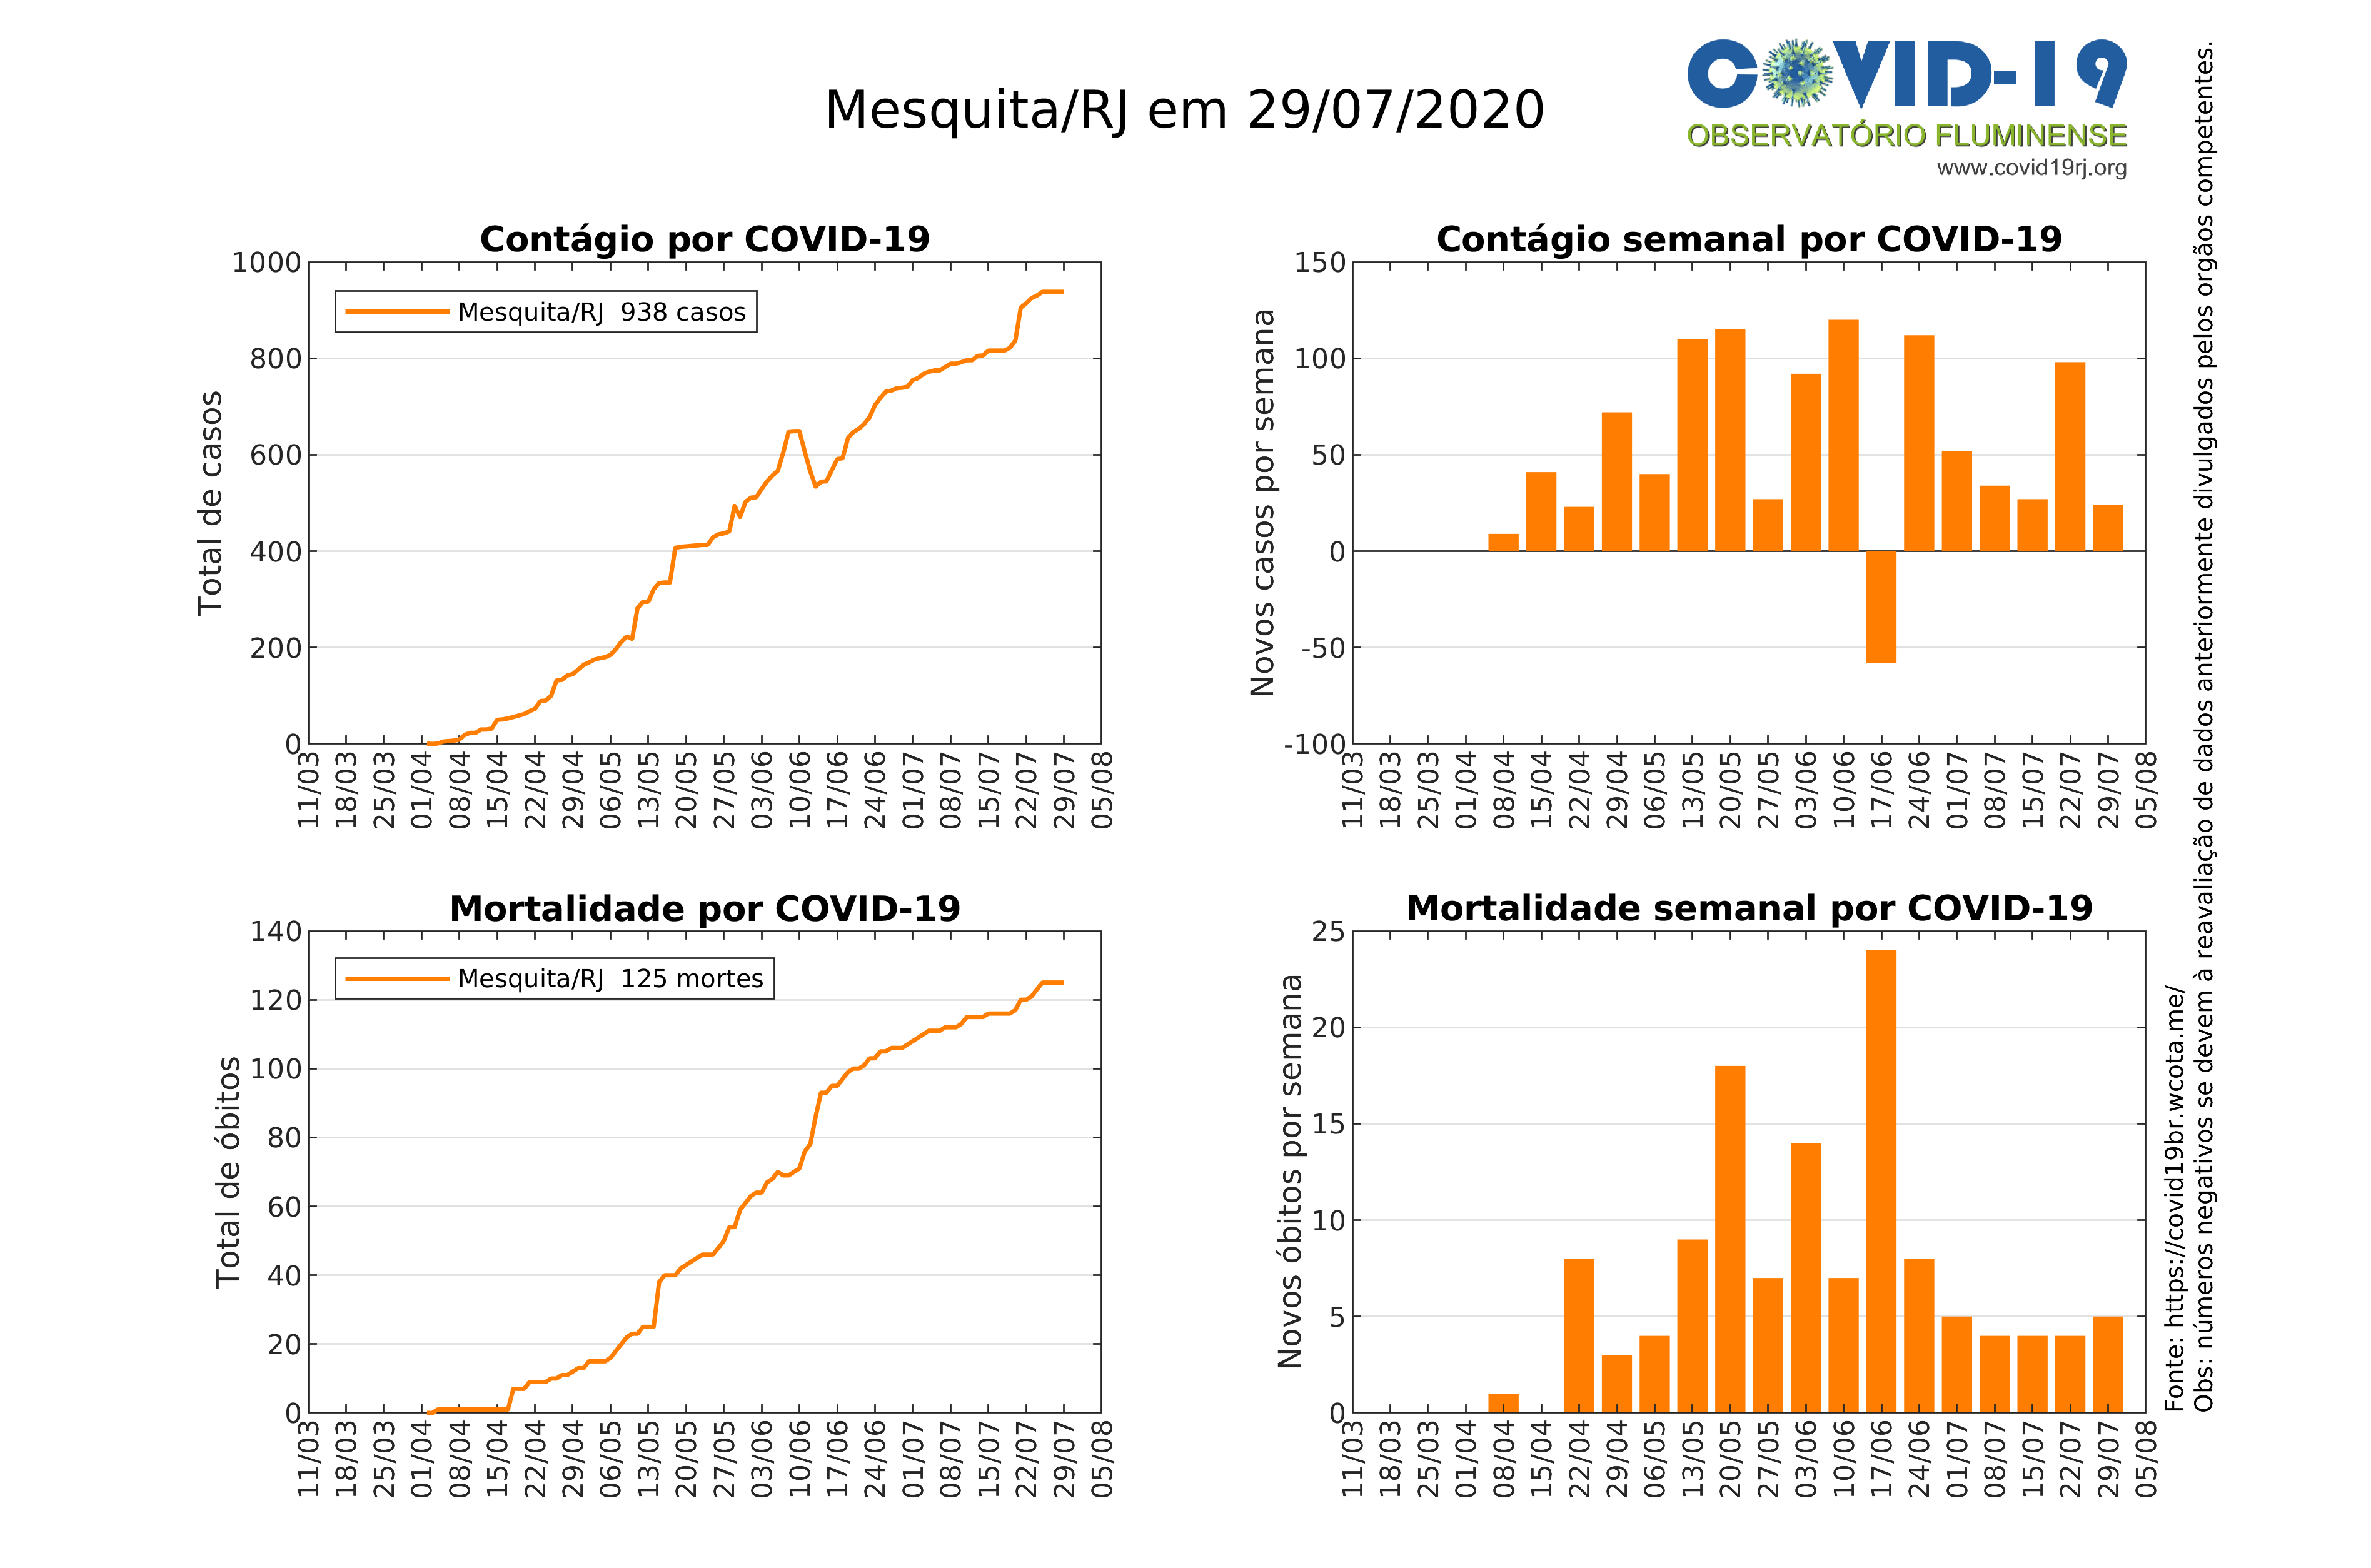 Mesquita/RJ em 29/07/2020
COVID-19
OBSERVATÓRIO FLUMINENSE
www.covid19rj.org
Contágio por COVID-19
Total de casos
1000
800
600
400
200
0
Mesquita/RJ 938 casos
11/03 18/03 25/03 01/04 08/04 15/04 22/04 29/04 06/05 13/05 20/05 27/05 03/06 10/06 17/06 24/06 01/07 08/07 15/07 22/07 29/07 05/08
Contágio semanal por COVID-19
Novos casos por semana
150
100
50
0
-50
-100
11/03 18/03 25/03 01/04 08/04 15/04 22/04 29/04 06/05 13/05 20/05 27/05 03/06 10/06 17/06 24/06 01/07 08/07 15/07 22/07 29/07 05/08
Mortalidade por COVID-19
Total de óbitos
140
120
100
80
60
40
20
0
Mesquita/RJ 125 mortes
11/03 18/03 25/03 01/04 08/04 15/04 22/04 29/04 06/05 13/05 20/05 27/05 03/06 10/06 17/06 24/06 01/07 08/07 15/07 22/07 29/07 05/08
Mortalidade semanal por COVID-19
Novos óbitos por semana
25
20
15
10
5
0
11/03 18/03 25/03 01/04 08/04 15/04 22/04 29/04 06/05 13/05 20/05 27/05 03/06 10/06 17/06 24/06 01/07 08/07 15/07 22/07 29/07 05/08
Fonte: https://covid19br.wcota.me/
Obs: números negativos se devem à reavaliação de dados anteriormente divulgados pelos orgãos competentes.